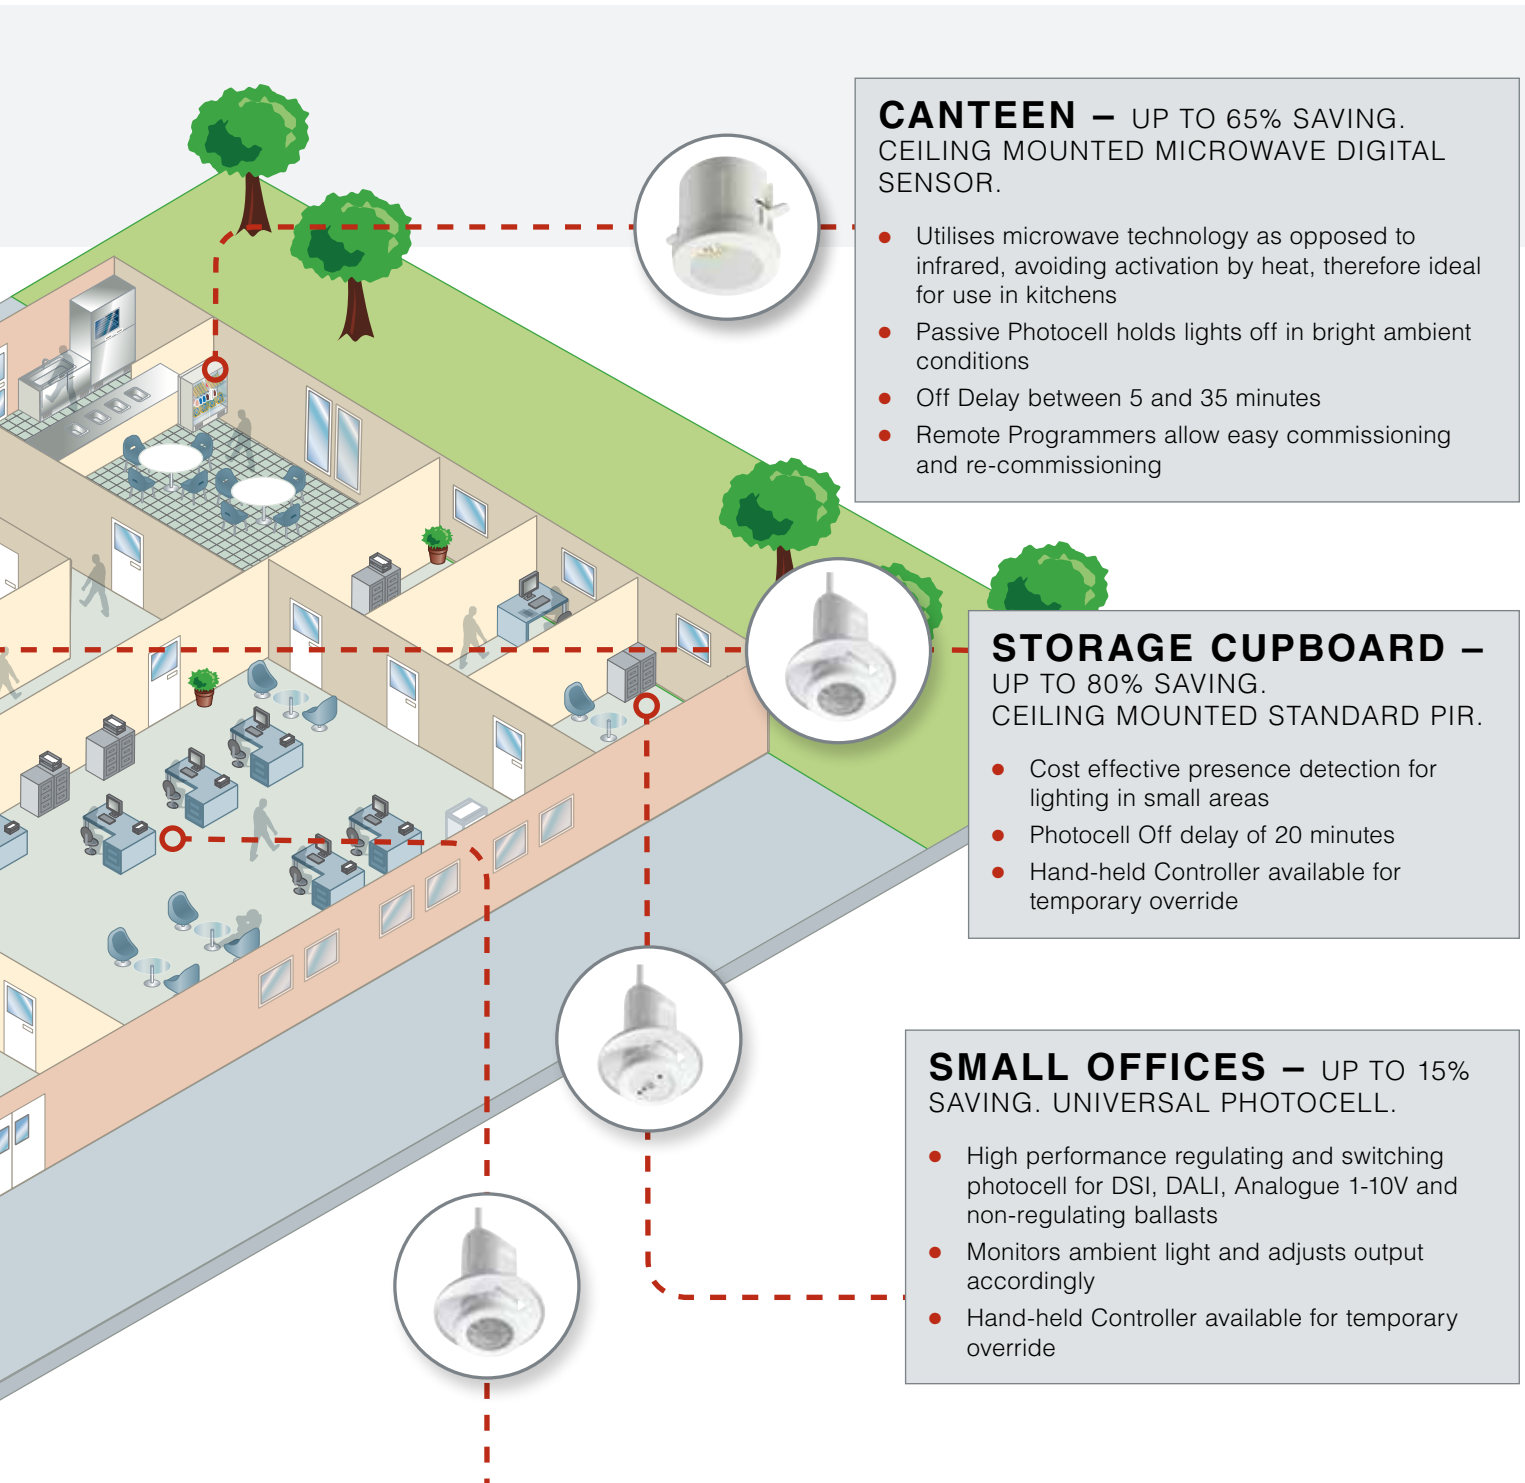 CANTEEN – UP TO 65% SAVING.
CEILING MOUNTED MICROWAVE DIGITAL
SENSOR.
● Utilises microwave technology as opposed to
infrared, avoiding activation by heat, therefore ideal
for use in kitchens
● Passive Photocell holds lights off in bright ambient
conditions
● Off Delay between 5 and 35 minutes
● Remote Programmers allow easy commissioning
and re-commissioning
STORAGE CUPBOARD –
UP TO 80% SAVING.
CEILING MOUNTED STANDARD PIR.
● Cost effective presence detection for
lighting in small areas
● Photocell Off delay of 20 minutes
● Hand-held Controller available for
temporary override
SMALL OFFICES – UP TO 15%
SAVING. UNIVERSAL PHOTOCELL.
● High performance regulating and switching
photocell for DSI, DALI, Analogue 1-10V and
non-regulating ballasts
● Monitors ambient light and adjusts output
accordingly
● Hand-held Controller available for temporary
override